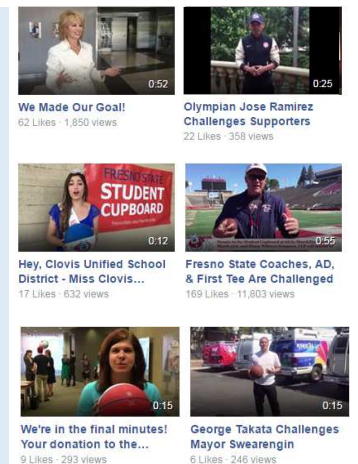 0:52
0:25
We Made Our Goal!
62 Likes · 1,850 views
Olympian Jose Ramirez
Challenges Supporters
22 Likes · 358 views
FRESNO STATE
STUDENT
CUPBOARD
0:12
0:55
Hey, Clovis Unified School
District - Miss Clovis...
17 Likes · 632 views
Fresno State Coaches, AD,
& First Tee Are Challenged
169 Likes · 11,803 views
0:15
0:15
We're in the final minutes!
Your donation to the...
9 Likes · 293 views
George Takata Challenges
Mayor Swearengin
6 Likes · 246 views